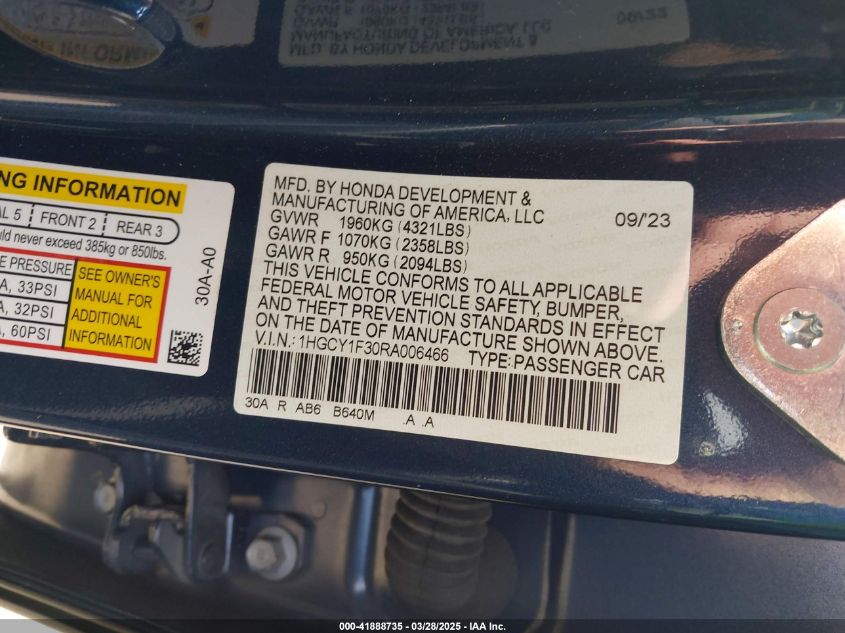 NG INFORMATION
AL 5 FRONT 2 REAR 3
ould never exceed 385kg or 850lbs.
E PRESSURE
A, 33PSI
A, 32PSI
A, 60PSI
SEE OWNER'S
MANUAL FOR
ADDITIONAL
INFORMATION
30A-A0
MFD. BY HONDA DEVELOPMENT &
MANUFACTURING OF AMERICA, LLC 09/23
GVWR 1960KG (4321LBS)
GAWR F 1070KG (2358LBS)
GAWR R 950KG (2094LBS)
THIS VEHICLE CONFORMS TO ALL APPLICABLE
FEDERAL MOTOR VEHICLE SAFETY, BUMPER,
AND THEFT PREVENTION STANDARDS IN EFFECT
ON THE DATE OF MANUFACTURE SHOWN ABOVE.
V.I.N.: 1HGCY1F30RA006466 TYPE:PASSENGER CAR
30A R AB6 B640M .A .A
000-41888735 — 03/28/2025 — IAA Inc.